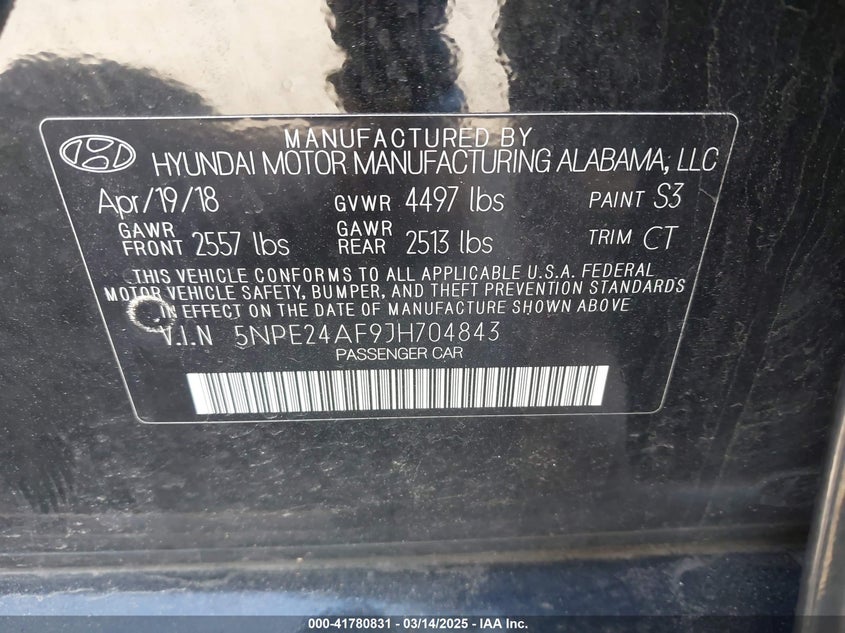 MANUFACTURED BY
HYUNDAI MOTOR MANUFACTURING ALABAMA, LLC
Apr/19/18 GVWR 4497 lbs PAINT S3
GAWR FRONT 2557 lbs GAWR REAR 2513 lbs TRIM CT
THIS VEHICLE CONFORMS TO ALL APPLICABLE U.S.A. FEDERAL
MOTOR VEHICLE SAFETY, BUMPER, AND THEFT PREVENTION STANDARDS
IN EFFECT ON THE DATE OF MANUFACTURE SHOWN ABOVE
V.I.N 5NPE24AF9JH704843
PASSENGER CAR
000-41780831 - 03/14/2025 - IAA Inc.